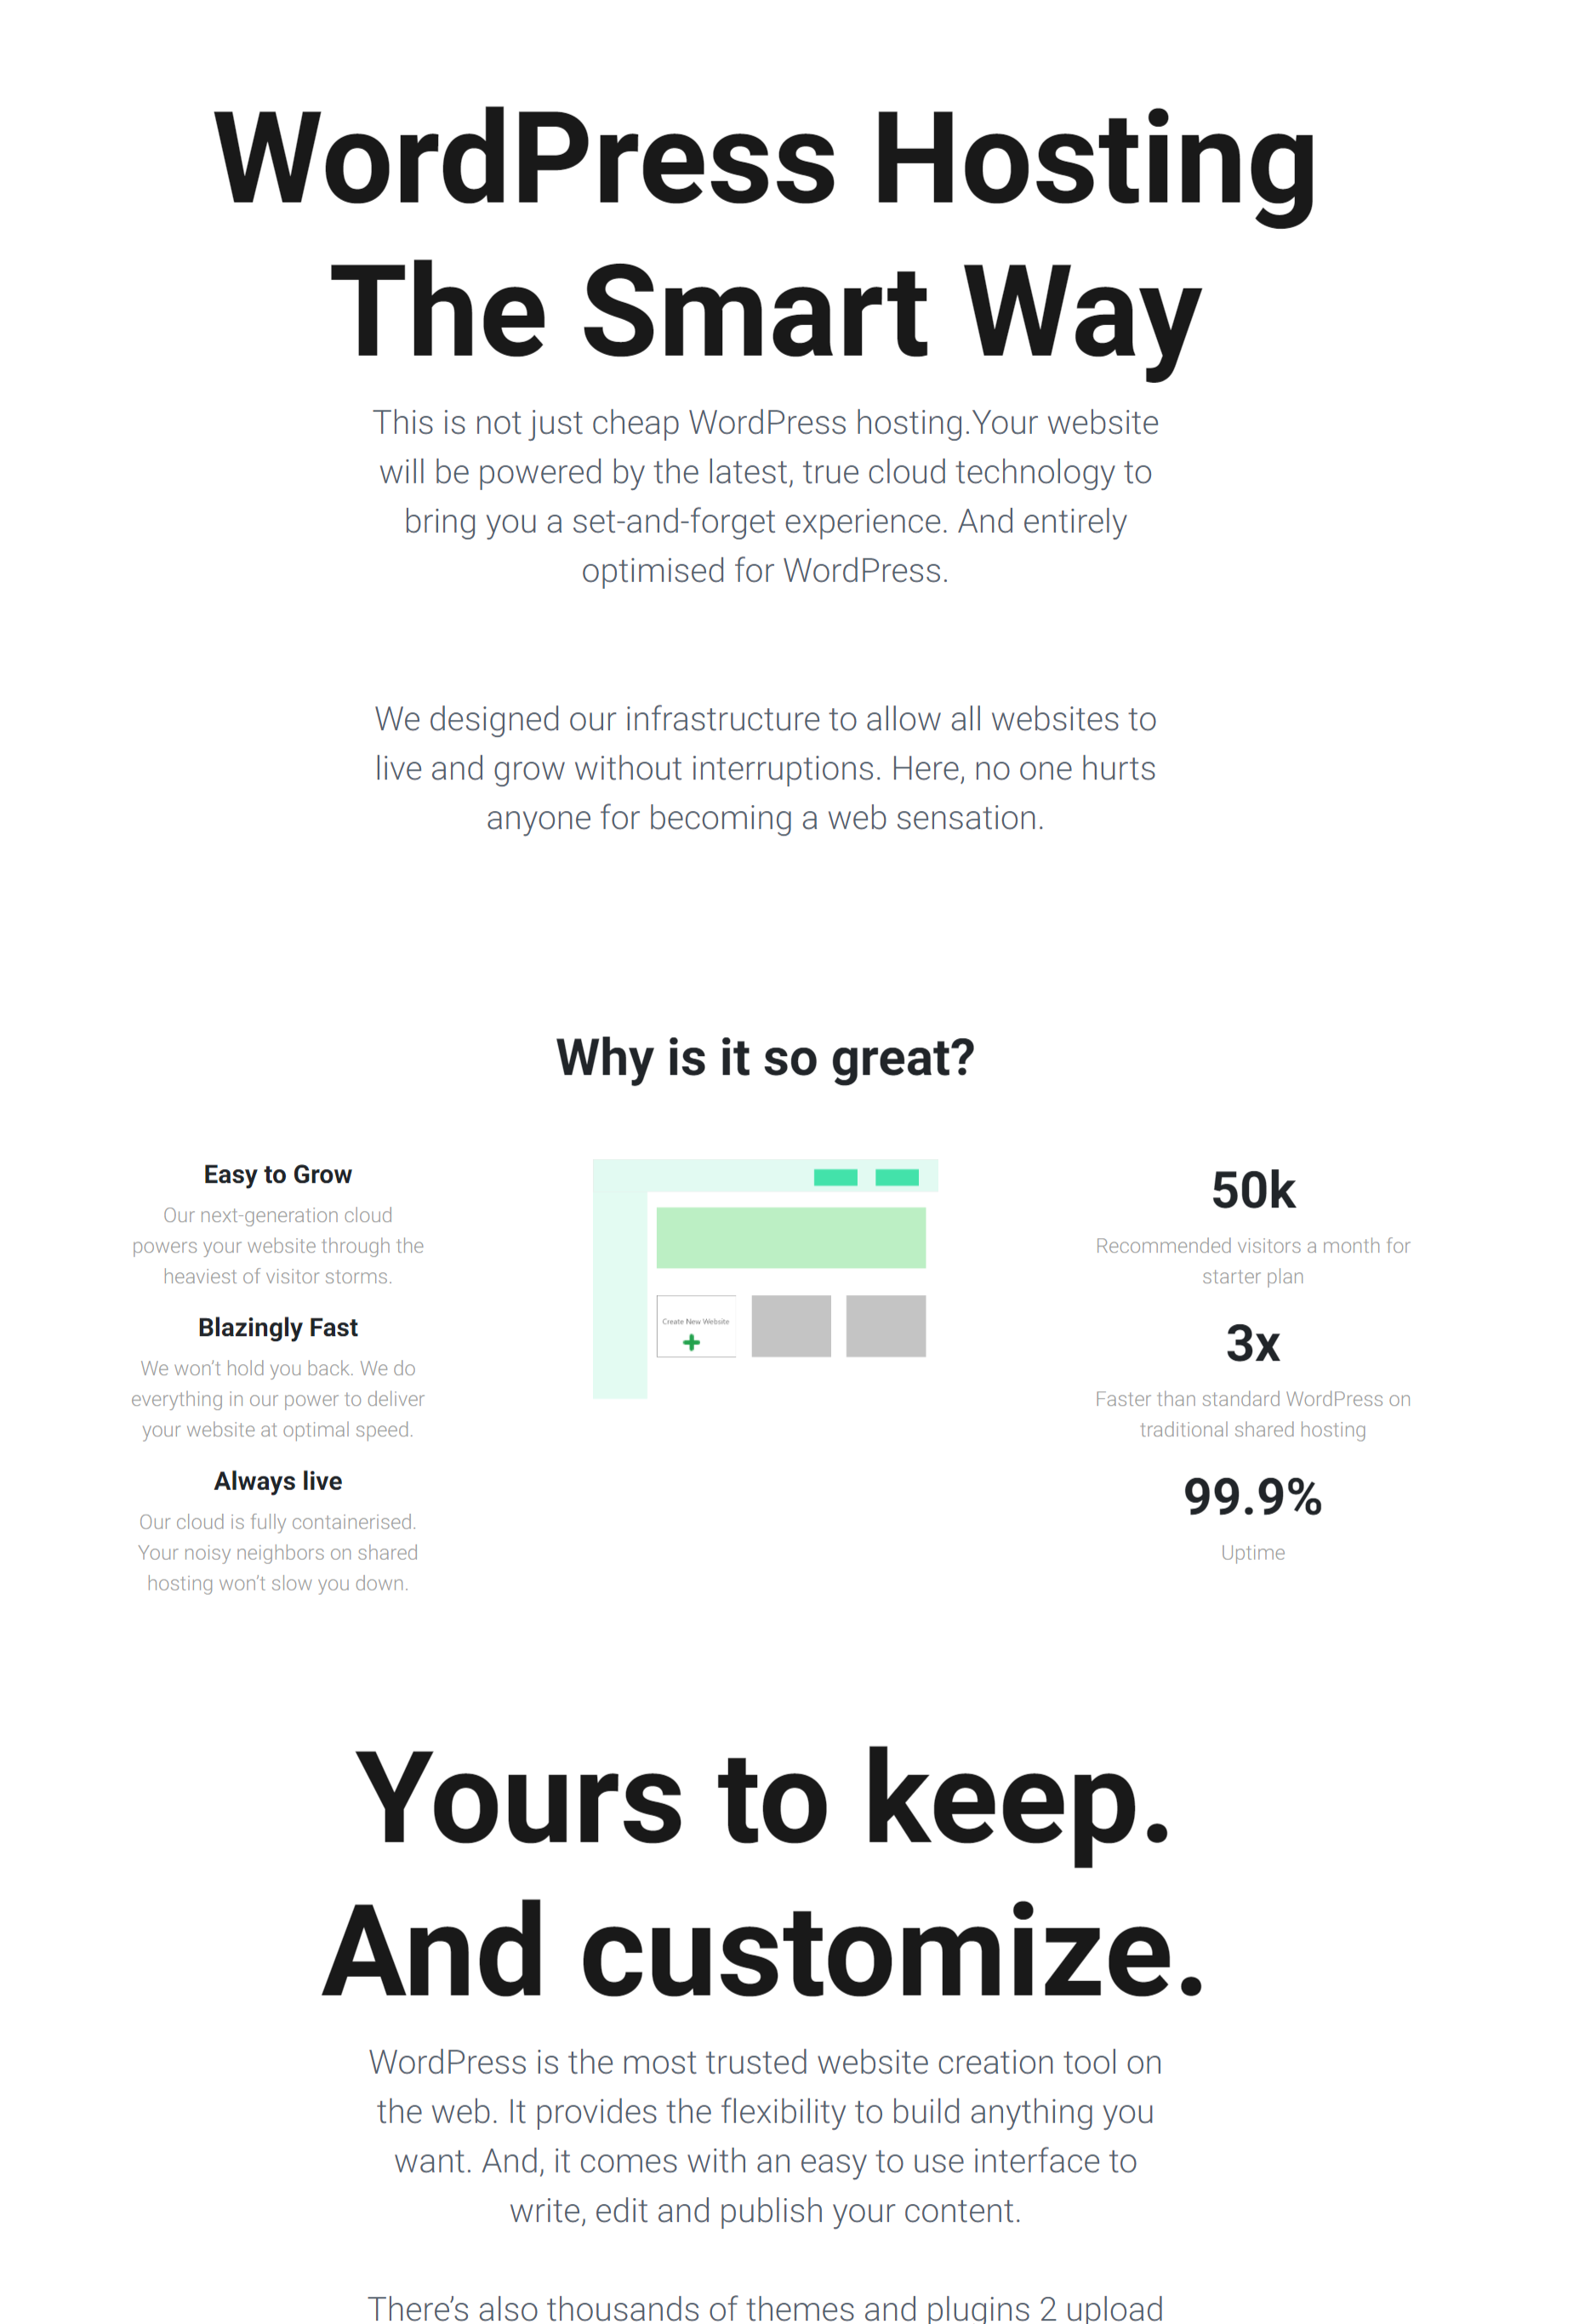 WordPress Hosting
The Smart Way
This is not just cheap WordPress hosting.Your website
will be powered by the latest, true cloud technology to
bring you a set-and-forget experience. And entirely
optimised for WordPress.
We designed our infrastructure to allow all websites to
live and grow without interruptions. Here, no one hurts
anyone for becoming a web sensation.
Why is it so great?
Easy to Grow
Our next-generation cloud
powers your website through the
heaviest of visitor storms.
Blazingly Fast
We won’t hold you back. We do
everything in our power to deliver
your website at optimal speed.
Always live
Our cloud is fully containerised.
Your noisy neighbors on shared
hosting won’t slow you down.
Create New Website
50k
Recommended visitors a month for
starter plan
3x
Faster than standard WordPress on
traditional shared hosting
99.9%
Uptime
Yours to keep.
And customize.
WordPress is the most trusted website creation tool on
the web. It provides the flexibility to build anything you
want. And, it comes with an easy to use interface to
write, edit and publish your content.
There’s also thousands of themes and plugins 2 upload